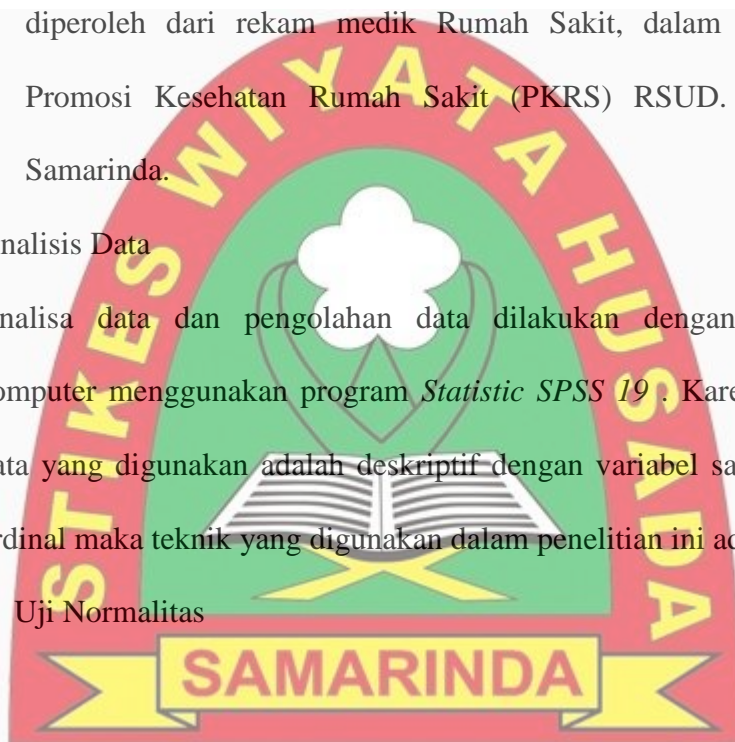 diperoleh dari rekam medik Rumah Sakit, dalam
Promosi Kesehatan Rumah Sakit (PKRS) RSUD.
Samarinda.
nalisis Data
nalisa data dan pengolahan data dilakukan dengan
omputer menggunakan program Statistic SPSS 19 . Kare
ata yang digunakan adalah deskriptif dengan variabel sa
rdinal maka teknik yang digunakan dalam penelitian ini ad
Uji Normalitas
STIKES WIYATA HUSADA
SAMARINDA